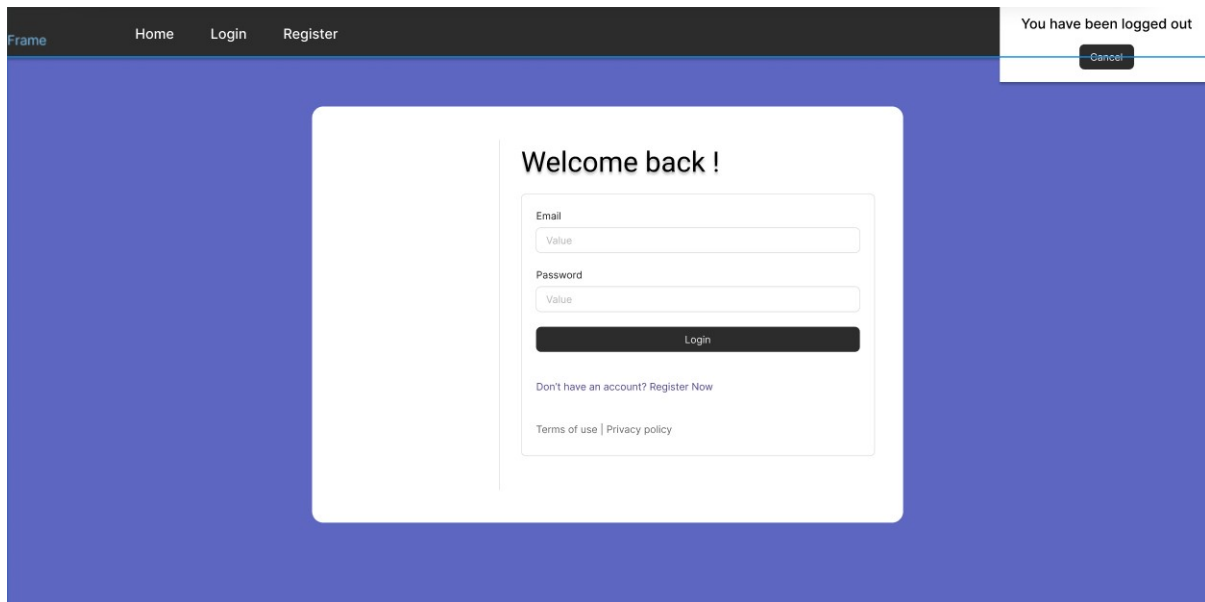 Frame
Home Login Register
You have been logged out
Cancel
Welcome back !
Email
Value
Password
Value
Login
Don't have an account? Register Now
Terms of use | Privacy policy